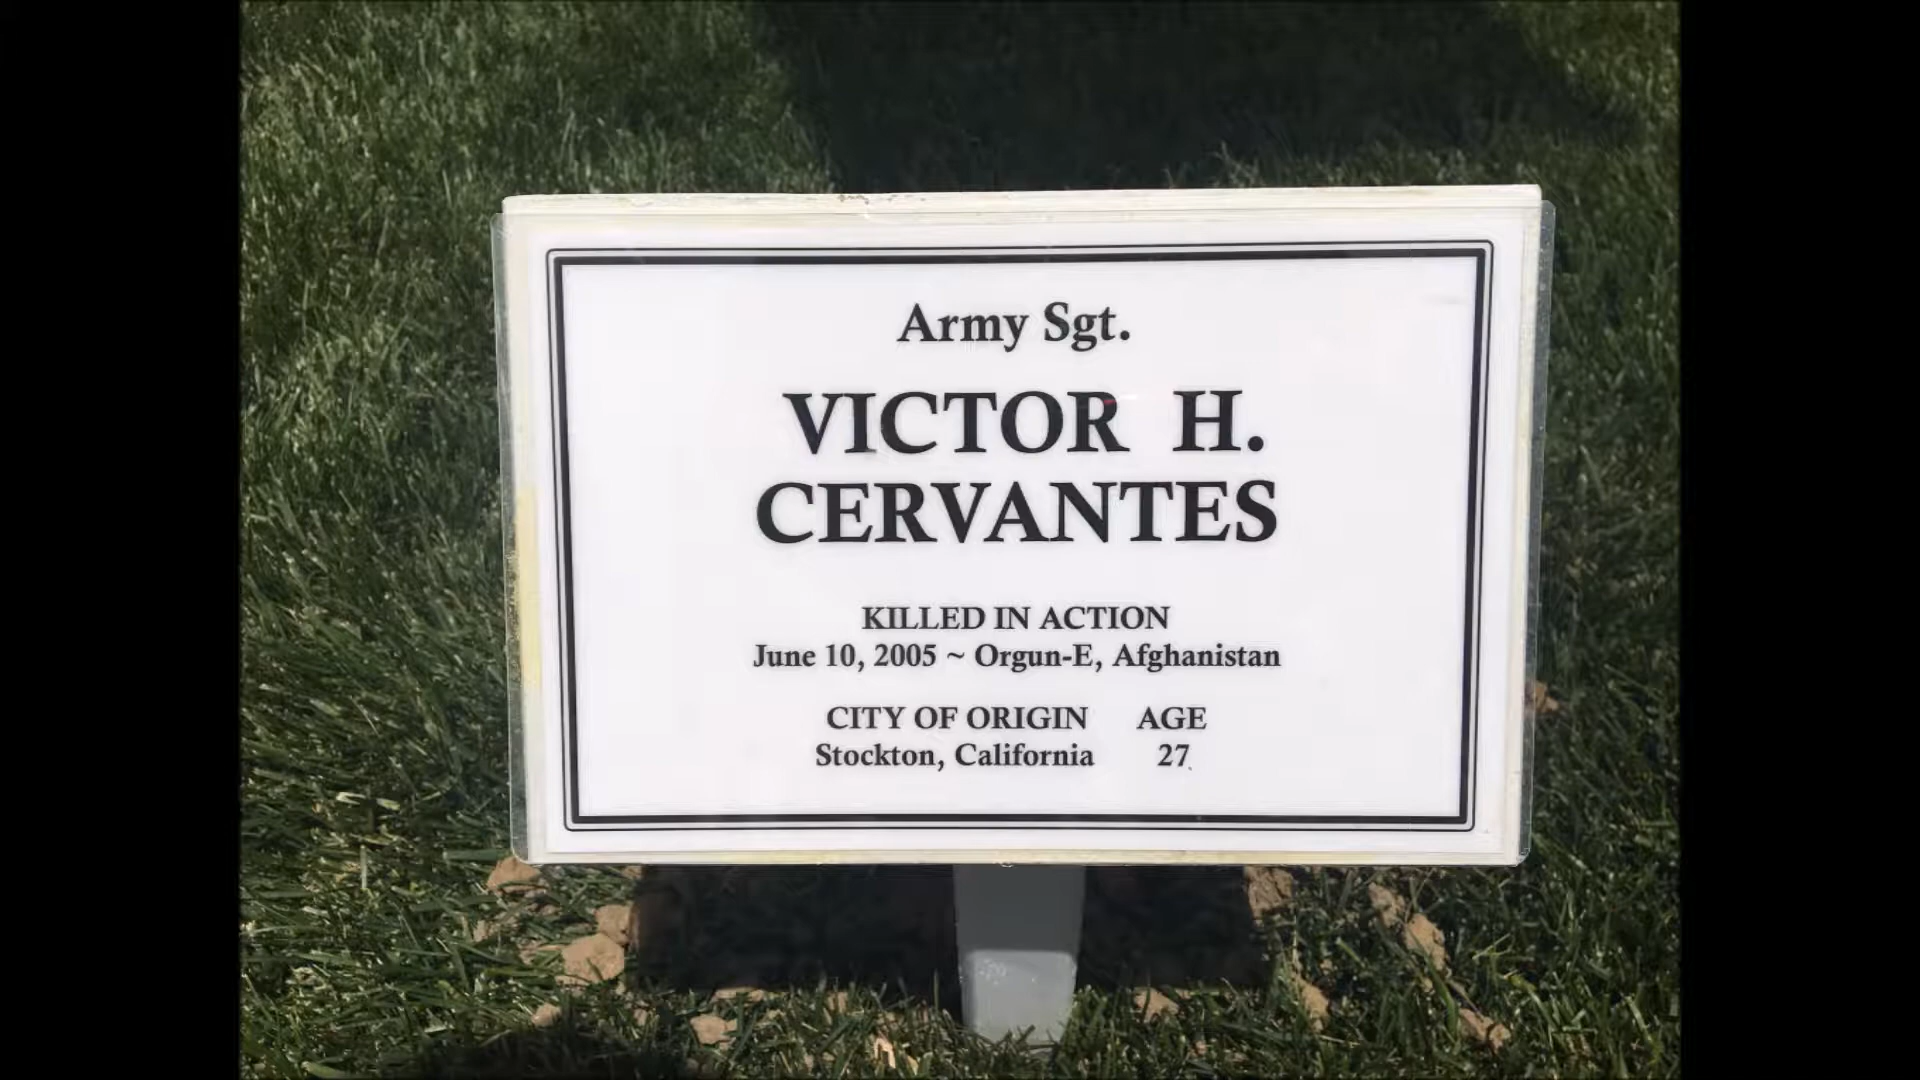 Army Sgt.
VICTOR H.
CERVANTES
KILLED IN ACTION
June 10, 2005 ~ Orgun-E, Afghanistan
CITY OF ORIGIN AGE
Stockton, California 27